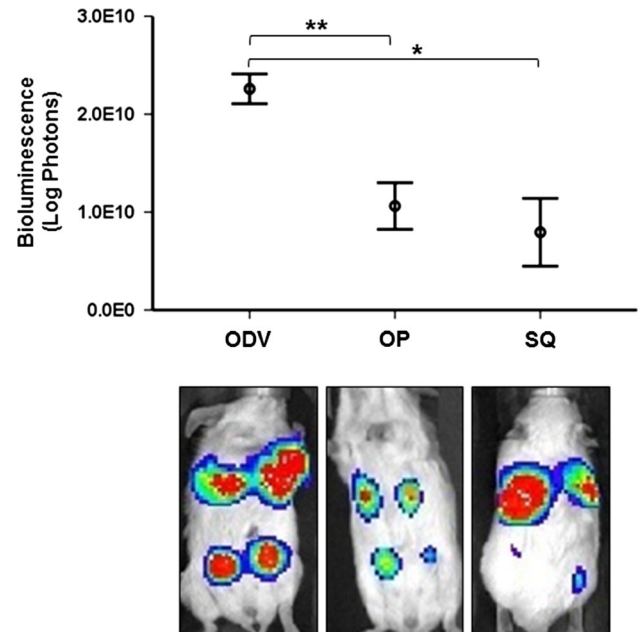 3.0E10
**
*
2.0E10
1.0E10
0.0E0
Bioluminescence
(Log Photons)
ODV OP SQ